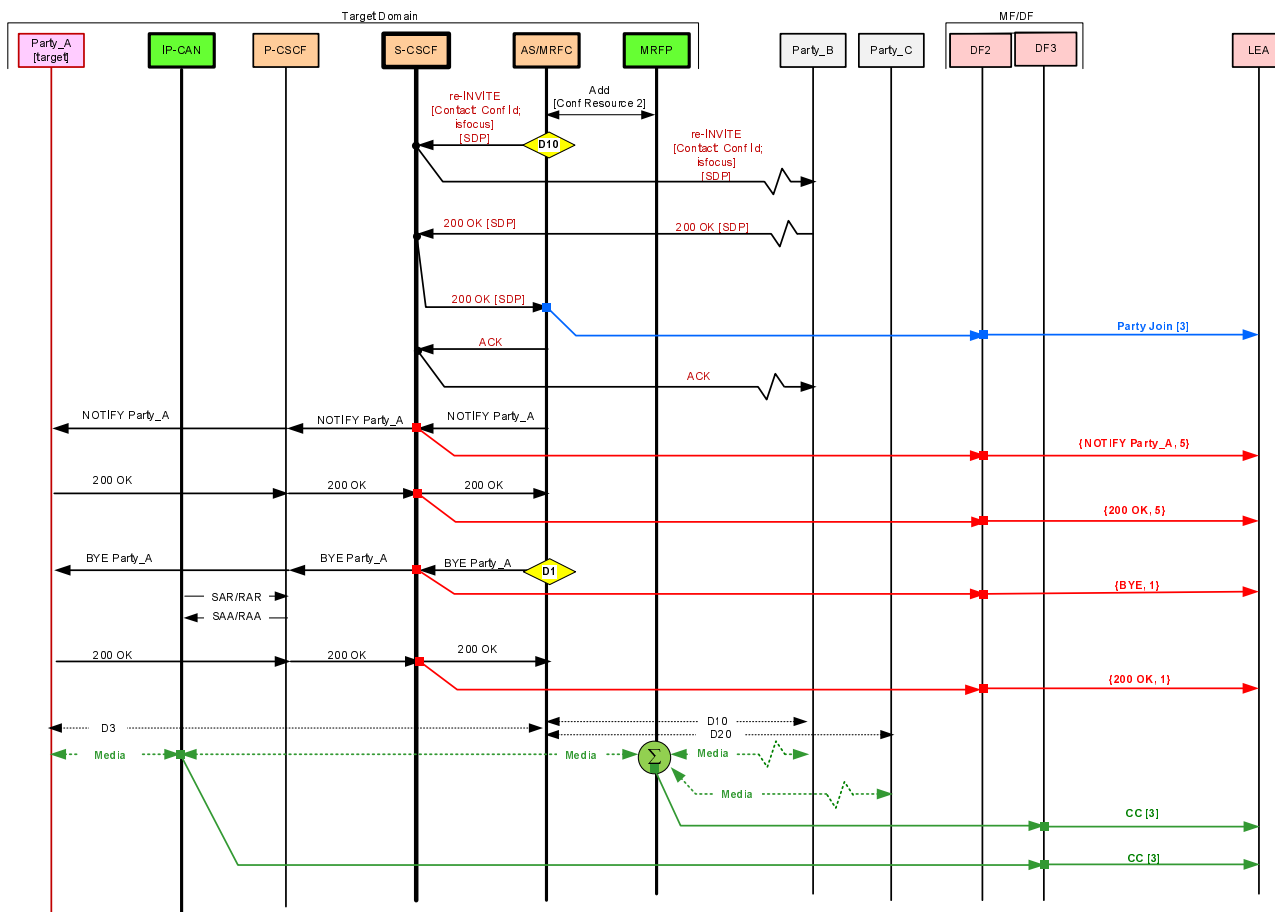 Target Domain
MF/DF
Party_A
[target]
IP-CAN
P-CSCF
S-CSCF
AS/MRFC
MRFP
Party_B
Party_C
DF2
DF3
LEA
re-INVITE
[Contact: Conf Id;
isfocus]
[SDP]
Add
[Conf Resource 2]
D10
re-INVITE
[Contact: Conf Id;
isfocus]
[SDP]
200 OK [SDP]
200 OK [SDP]
200 OK [SDP]
Party Join [3]
ACK
ACK
NOTIFY Party_A
NOTIFY Party_A
NOTIFY Party_A
{NOTIFY Party_A, 5}
200 OK
200 OK
200 OK
{200 OK, 5}
BYE Party_A
BYE Party_A
BYE Party_A
D1
{BYE, 1}
SAR/RAR
SAA/RAA
200 OK
200 OK
200 OK
{200 OK, 1}
D3
D10
D20
Media
Media
Σ
Media
Media
CC [3]
CC [3]